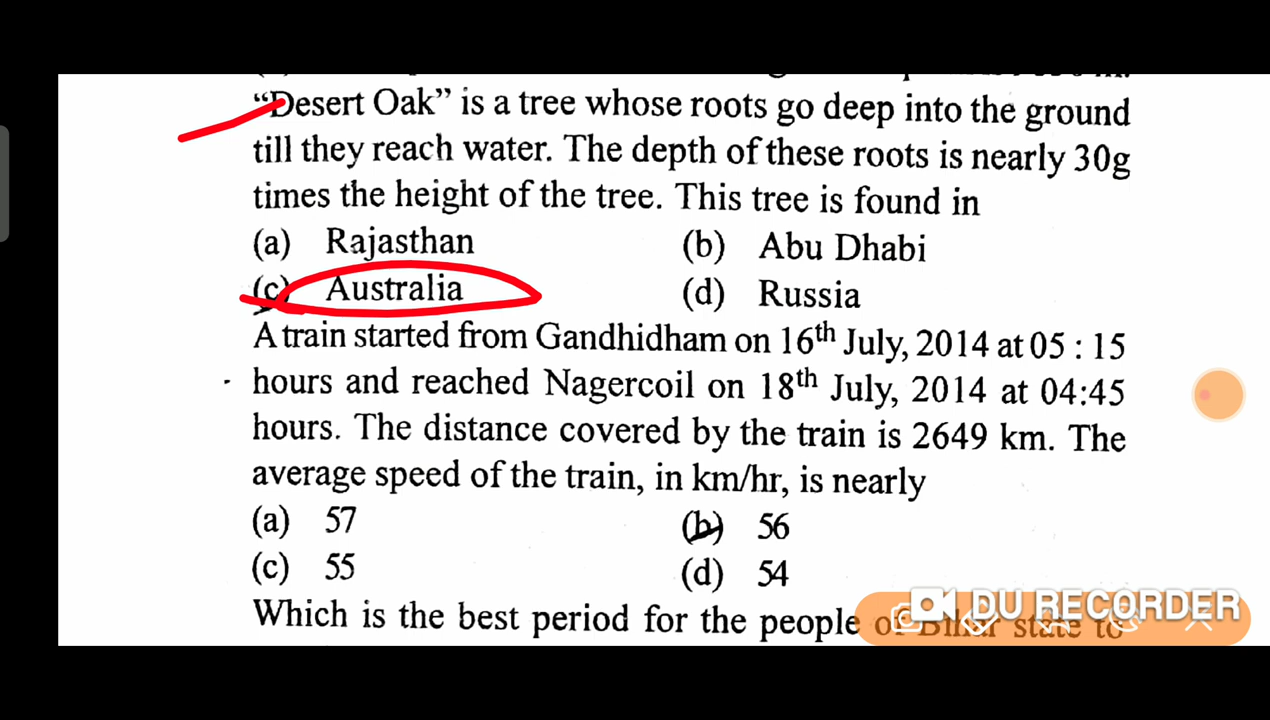 "Desert Oak" is a tree whose roots go deep into the ground
till they reach water. The depth of these roots is nearly 30g
times the height of the tree. This tree is found in
(a) Rajasthan (b) Abu Dhabi
(c) Australia (d) Russia
A train started from Gandhidham on 16th July, 2014 at 05 : 15
hours and reached Nagercoil on 18th July, 2014 at 04:45
hours. The distance covered by the train is 2649 km. The
average speed of the train, in km/hr, is nearly
(a) 57 (b) 56
(c) 55 (d) 54
Which is the best period for the people of Bihar state to
DU RECORDER